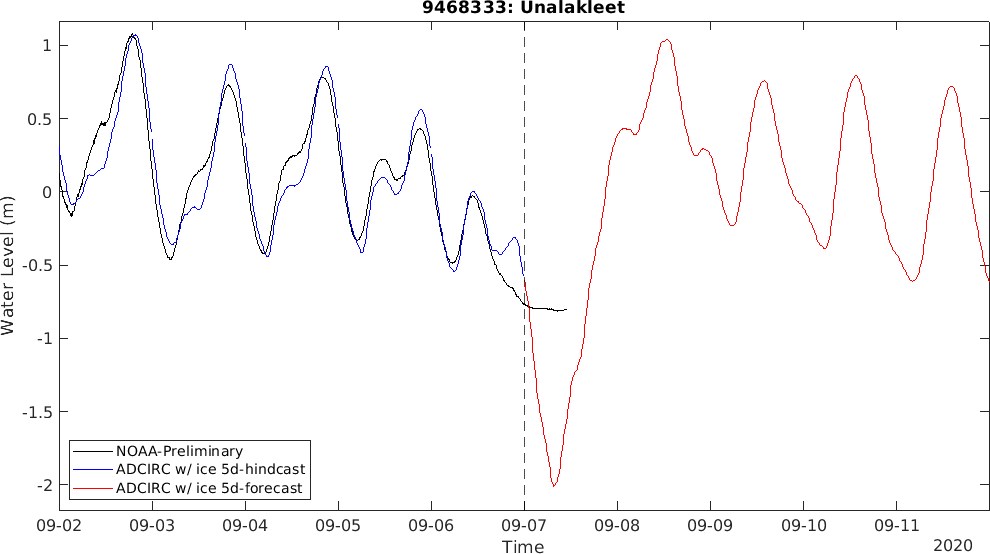 9468333: Unalakleet
1
0.5
0
-0.5
-1
-1.5
-2
Water Level (m)
NOAA-Preliminary
ADCIRC w/ ice 5d-hindcast
ADCIRC w/ ice 5d-forecast
09-02 09-03 09-04 09-05 09-06 09-07 09-08 09-09 09-10 09-11
Time
2020